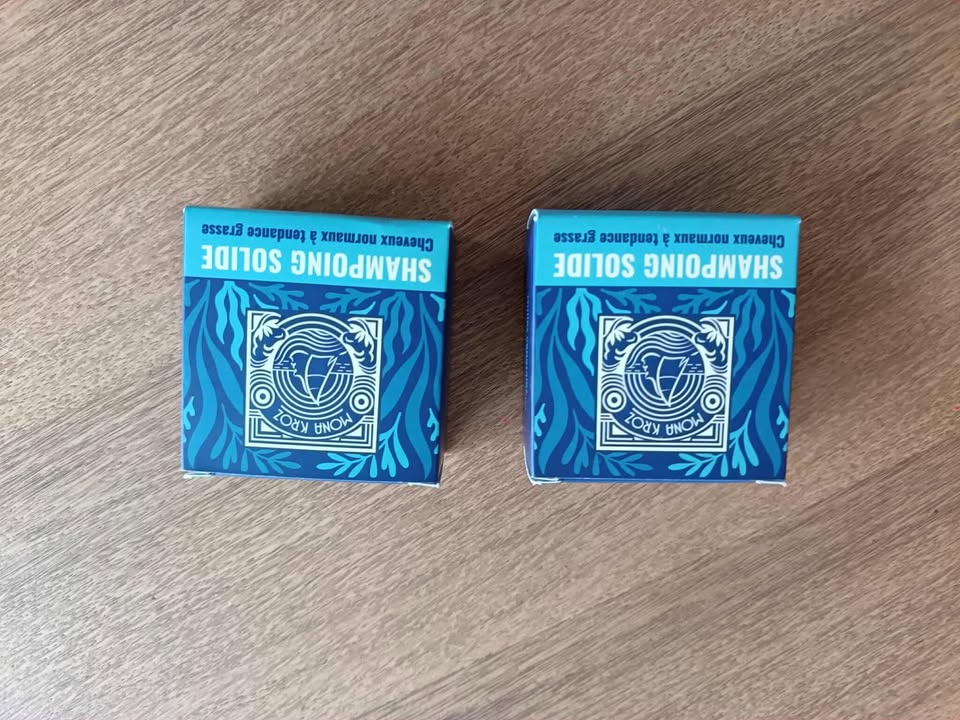 MONA KROZ
SHAMPOING SOLIDE
Cheveux normaux à tendance grasse
MONA KROZ
SHAMPOING SOLIDE
Cheveux normaux à tendance grasse